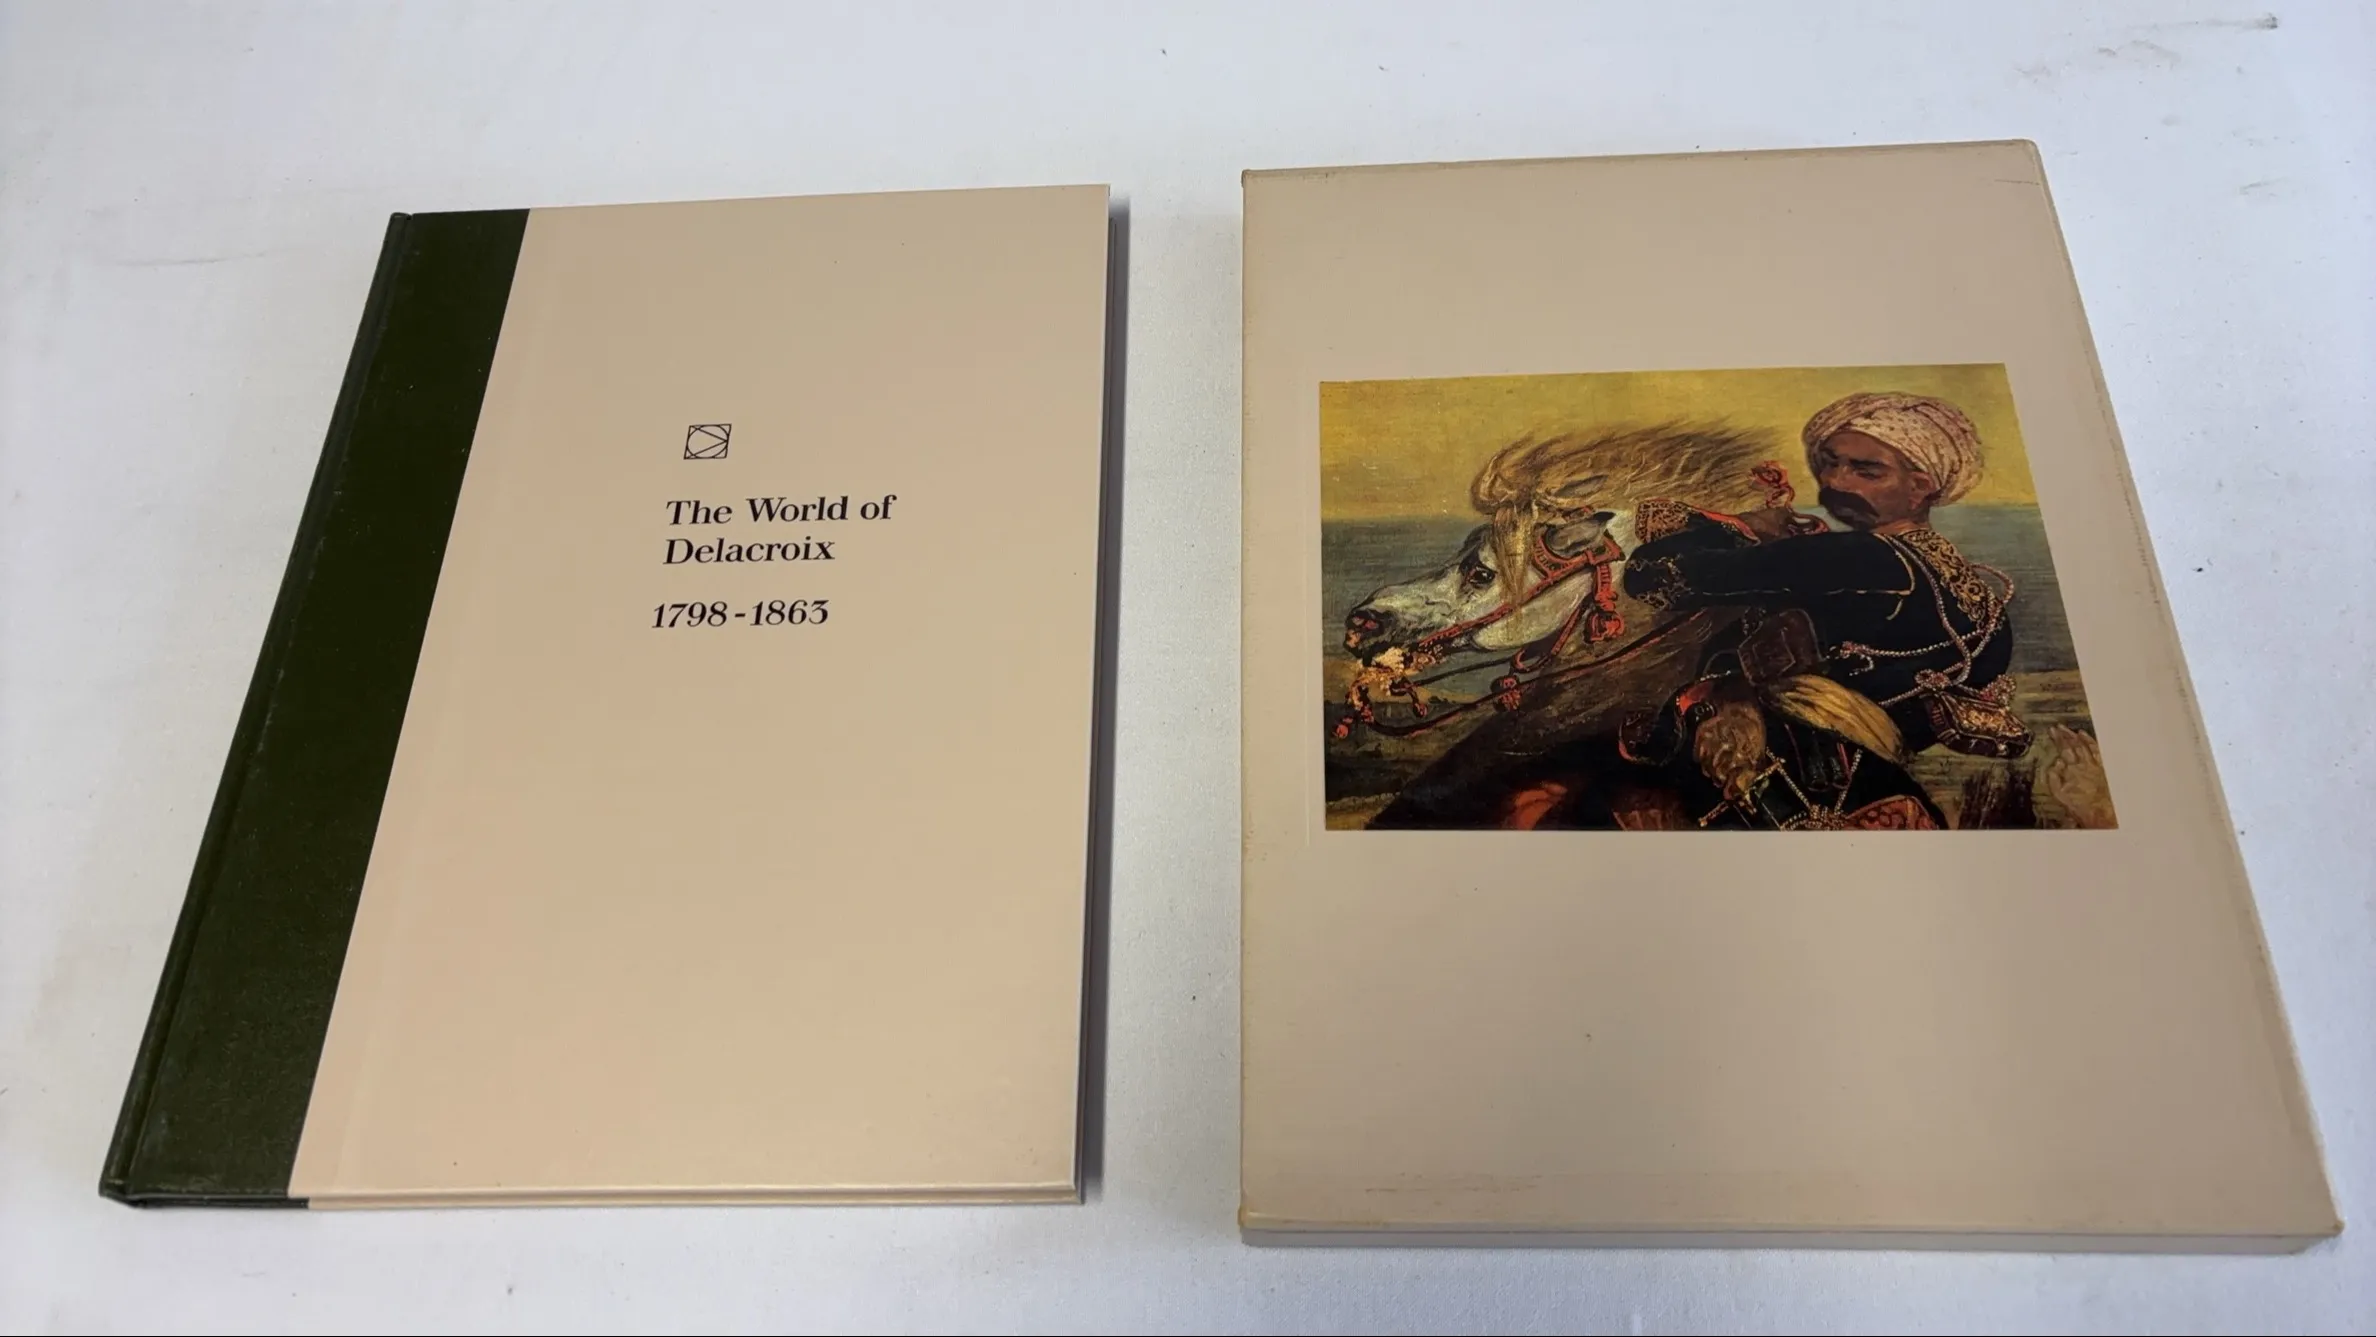 The World of
Delacroix
1798-1863